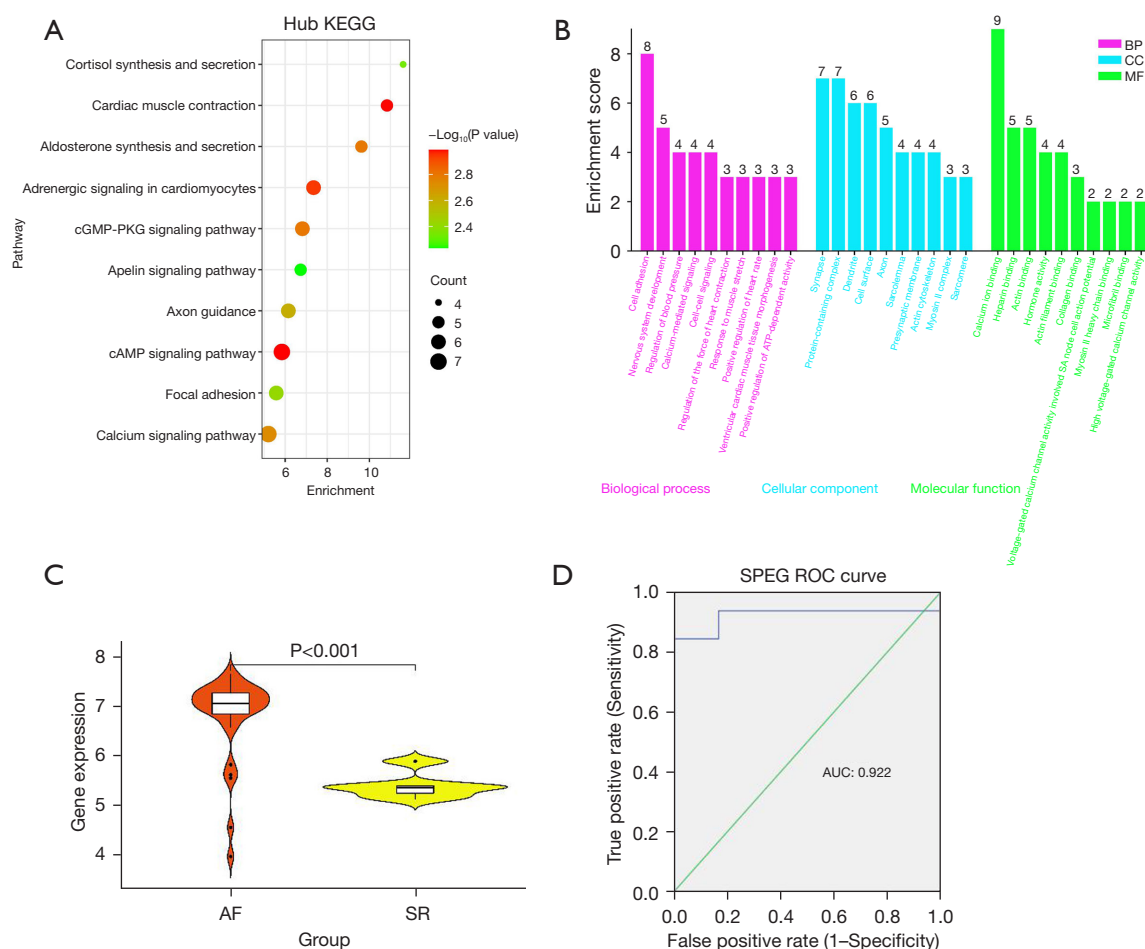 A
Hub KEGG
Pathway
Cortisol synthesis and secretion
Cardiac muscle contraction
Aldosterone synthesis and secretion
Adrenergic signaling in cardiomyocytes
cGMP-PKG signaling pathway
Apelin signaling pathway
Axon guidance
cAMP signaling pathway
Focal adhesion
Calcium signaling pathway
6 8 10
Enrichment
–Log₁₀(P value)
2.8
2.6
2.4
Count
4
5
6
7
B
Enrichment score
8
6
4
2
0
8 5 4 4 4 3 3 3 3 3 7 7 6 6 5 4 4 4 3 3 9 5 5 4 4 3 2 2 2 2
BP
CC
MF
Cell adhesion
Nervous system development
Regulation of blood pressure
Calcium-mediated signaling
Cell-cell signaling
Regulation of the force of heart contraction
Response to muscle stretch
Positive regulation of heart rate
Ventricular cardiac muscle tissue morphogenesis
Positive regulation of ATP-dependent activity
Synapse
Protein-containing complex
Dendrite
Cell surface
Axon
Sarcolemma
Presynaptic membrane
Actin cytoskeleton
Myosin II complex
Sarcomere
Calcium ion binding
Heparin binding
Actin binding
Hormone activity
Actin filament binding
Collagen binding
Voltage-gated calcium channel activity involved SA node cell action potential
Myosin II heavy chain binding
Microfibril binding
High voltage-gated calcium channel activity
Biological process
Cellular component
Molecular function
C
Gene expression
8
7
6
5
4
P<0.001
AF SR
Group
D
SPEG ROC curve
True positive rate (Sensitivity)
1.0
0.8
0.6
0.4
0.2
0.0
AUC: 0.922
0.0 0.2 0.4 0.6 0.8 1.0
False positive rate (1–Specificity)